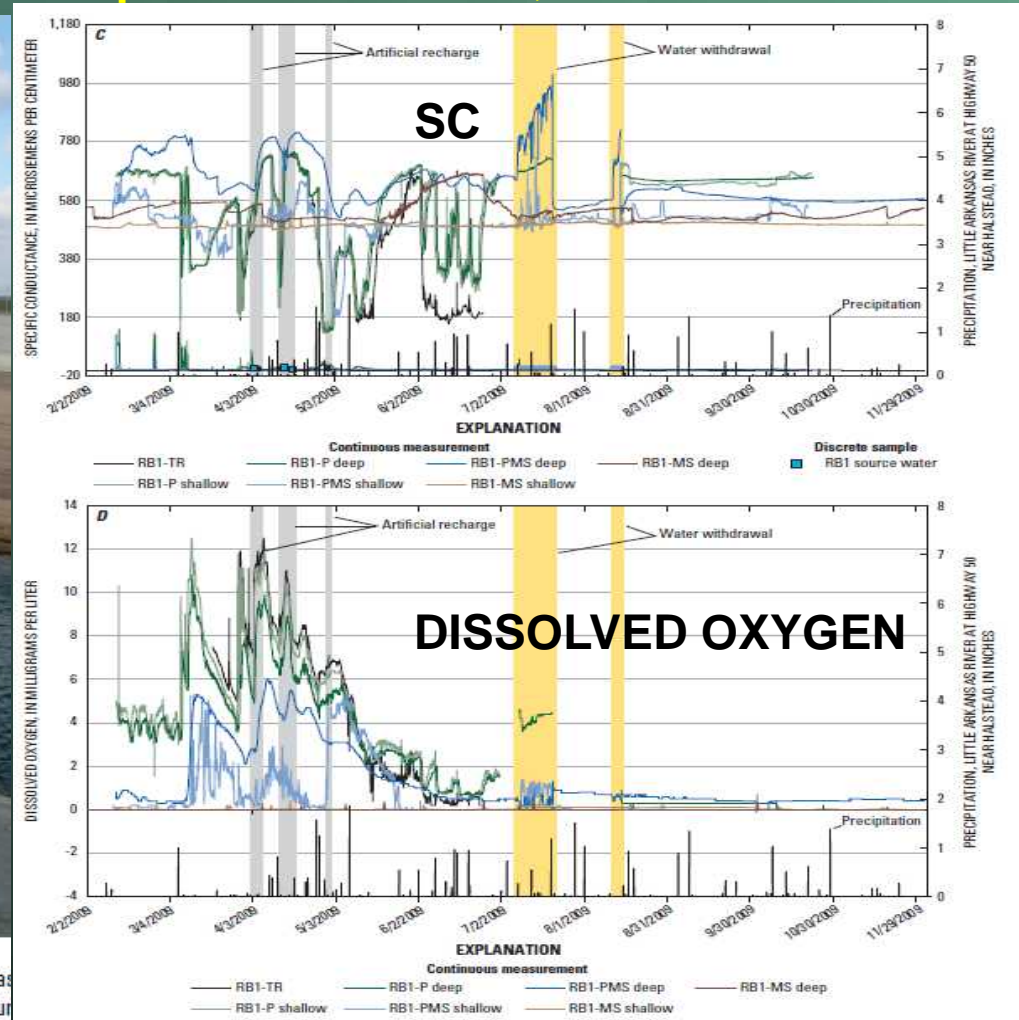 C
SC
Artificial recharge
Water withdrawal
Precipitation
SPECIFIC CONDUCTANCE, IN MICROSIEMENS PER CENTIMETER
1,180
980
780
580
380
180
-20
8
7
6
5
4
3
2
1
0
PRECIPITATION, LITTLE ARKANSAS RIVER AT HIGHWAY 50
NEAR HALSTEAD, IN INCHES
2/2/2009 3/4/2009 4/3/2009 5/3/2009 6/2/2009 7/2/2009 8/1/2009 8/31/2009 9/30/2009 10/30/2009 11/29/2009
EXPLANATION
Continuous measurement Discrete sample
RB1-TR RB1-P deep RB1-PMS deep RB1-MS deep RB1 source water
RB1-P shallow RB1-PMS shallow RB1-MS shallow
D
Artificial recharge
Water withdrawal
DISSOLVED OXYGEN
Precipitation
DISSOLVED OXYGEN, IN MILLIGRAMS PER LITER
14
12
10
8
6
4
2
0
-2
-4
8
7
6
5
4
3
2
1
0
PRECIPITATION, LITTLE ARKANSAS RIVER AT HIGHWAY 50
NEAR HALSTEAD, IN INCHES
2/2/2009 3/4/2009 4/3/2009 5/3/2009 6/2/2009 7/2/2009 8/1/2009 8/31/2009 9/30/2009 10/30/2009 11/29/2009
EXPLANATION
Continuous measurement
RB1-TR RB1-P deep RB1-PMS deep RB1-MS deep
RB1-P shallow RB1-PMS shallow RB1-MS shallow